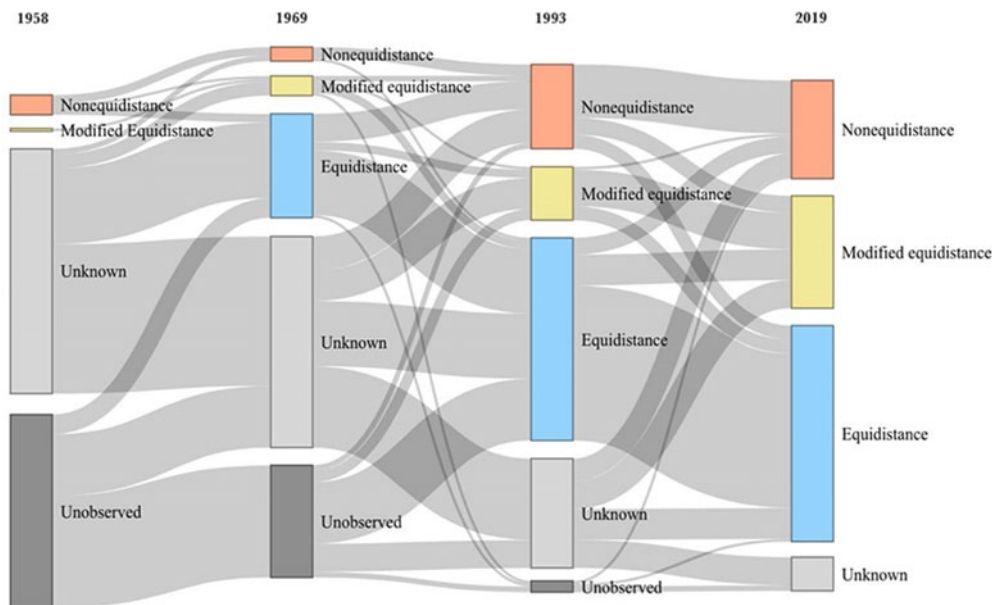 1958
1969
1993
2019
Nonequidistance
Modified Equidistance
Unknown
Unobserved
Nonequidistance
Modified equidistance
Equidistance
Unknown
Unobserved
Nonequidistance
Modified equidistance
Equidistance
Unknown
Unobserved
Nonequidistance
Modified equidistance
Equidistance
Unknown